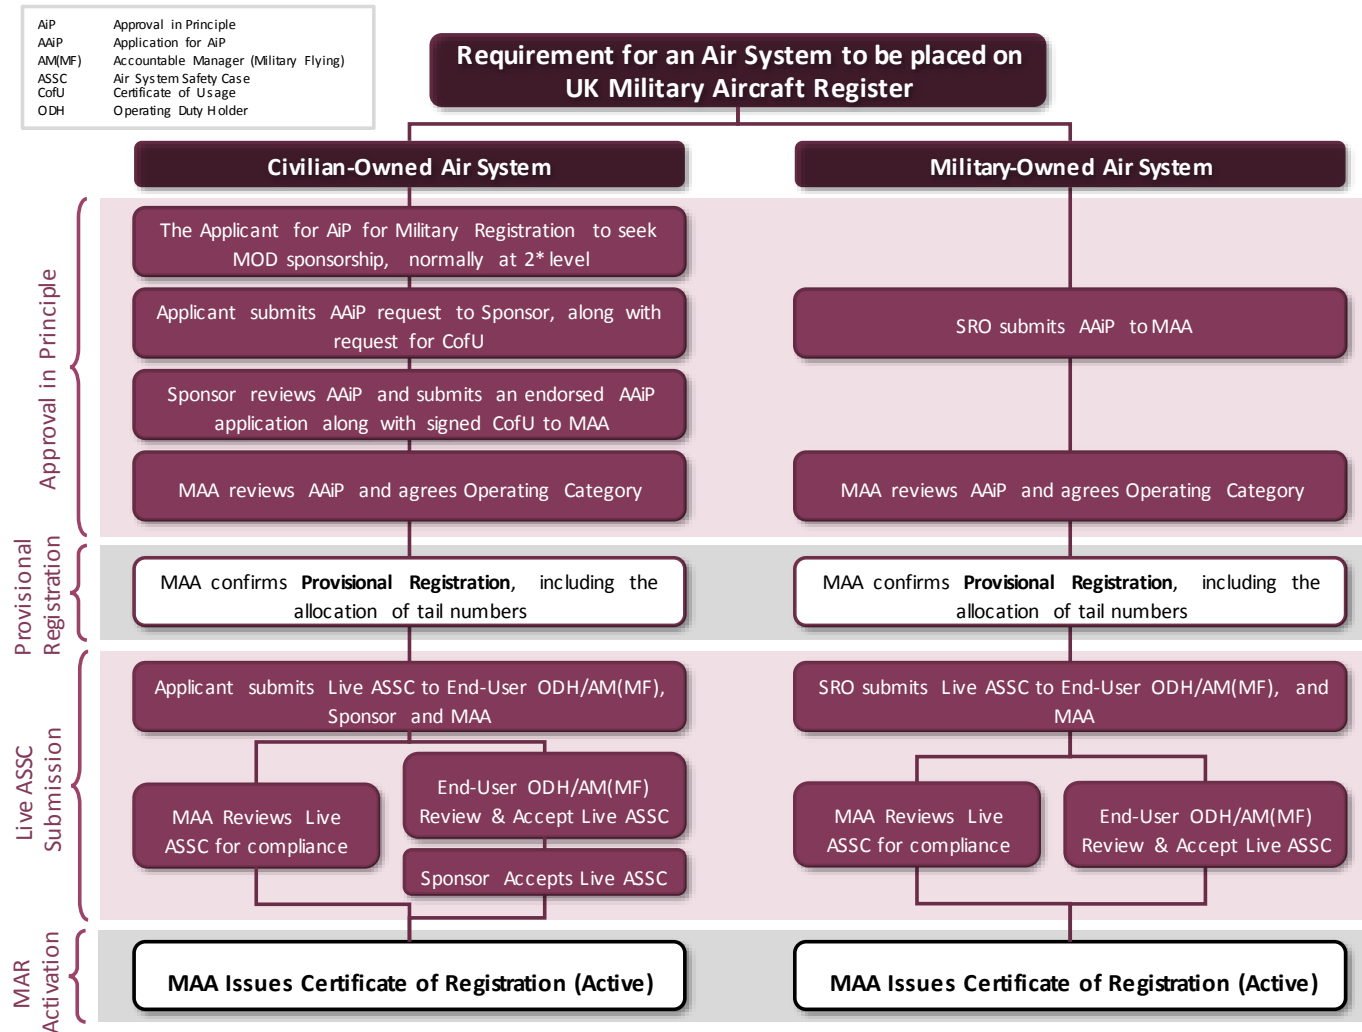 AiP Approval in Principle
AAiP Application for AiP
AM(MF) Accountable Manager (Military Flying)
ASSC Air System Safety Case
CofU Certificate of Usage
ODH Operating Duty Holder
Requirement for an Air System to be placed on
UK Military Aircraft Register
Civilian-Owned Air System
Military-Owned Air System
Approval in Principle
The Applicant for AiP for Military Registration to seek
MOD sponsorship, normally at 2* level
Applicant submits AAiP request to Sponsor, along with
request for CofU
SRO submits AAiP to MAA
Sponsor reviews AAiP and submits an endorsed AAiP
application along with signed CofU to MAA
MAA reviews AAiP and agrees Operating Category
MAA reviews AAiP and agrees Operating Category
Provisional
Registration
MAA confirms Provisional Registration, including the
allocation of tail numbers
MAA confirms Provisional Registration, including the
allocation of tail numbers
Live ASSC
Submission
Applicant submits Live ASSC to End-User ODH/AM(MF),
Sponsor and MAA
SRO submits Live ASSC to End-User ODH/AM(MF), and
MAA
MAA Reviews Live
ASSC for compliance
End-User ODH/AM(MF)
Review & Accept Live ASSC
Sponsor Accepts Live ASSC
MAA Reviews Live
ASSC for compliance
End-User ODH/AM(MF)
Review & Accept Live ASSC
MAR
Activation
MAA Issues Certificate of Registration (Active)
MAA Issues Certificate of Registration (Active)